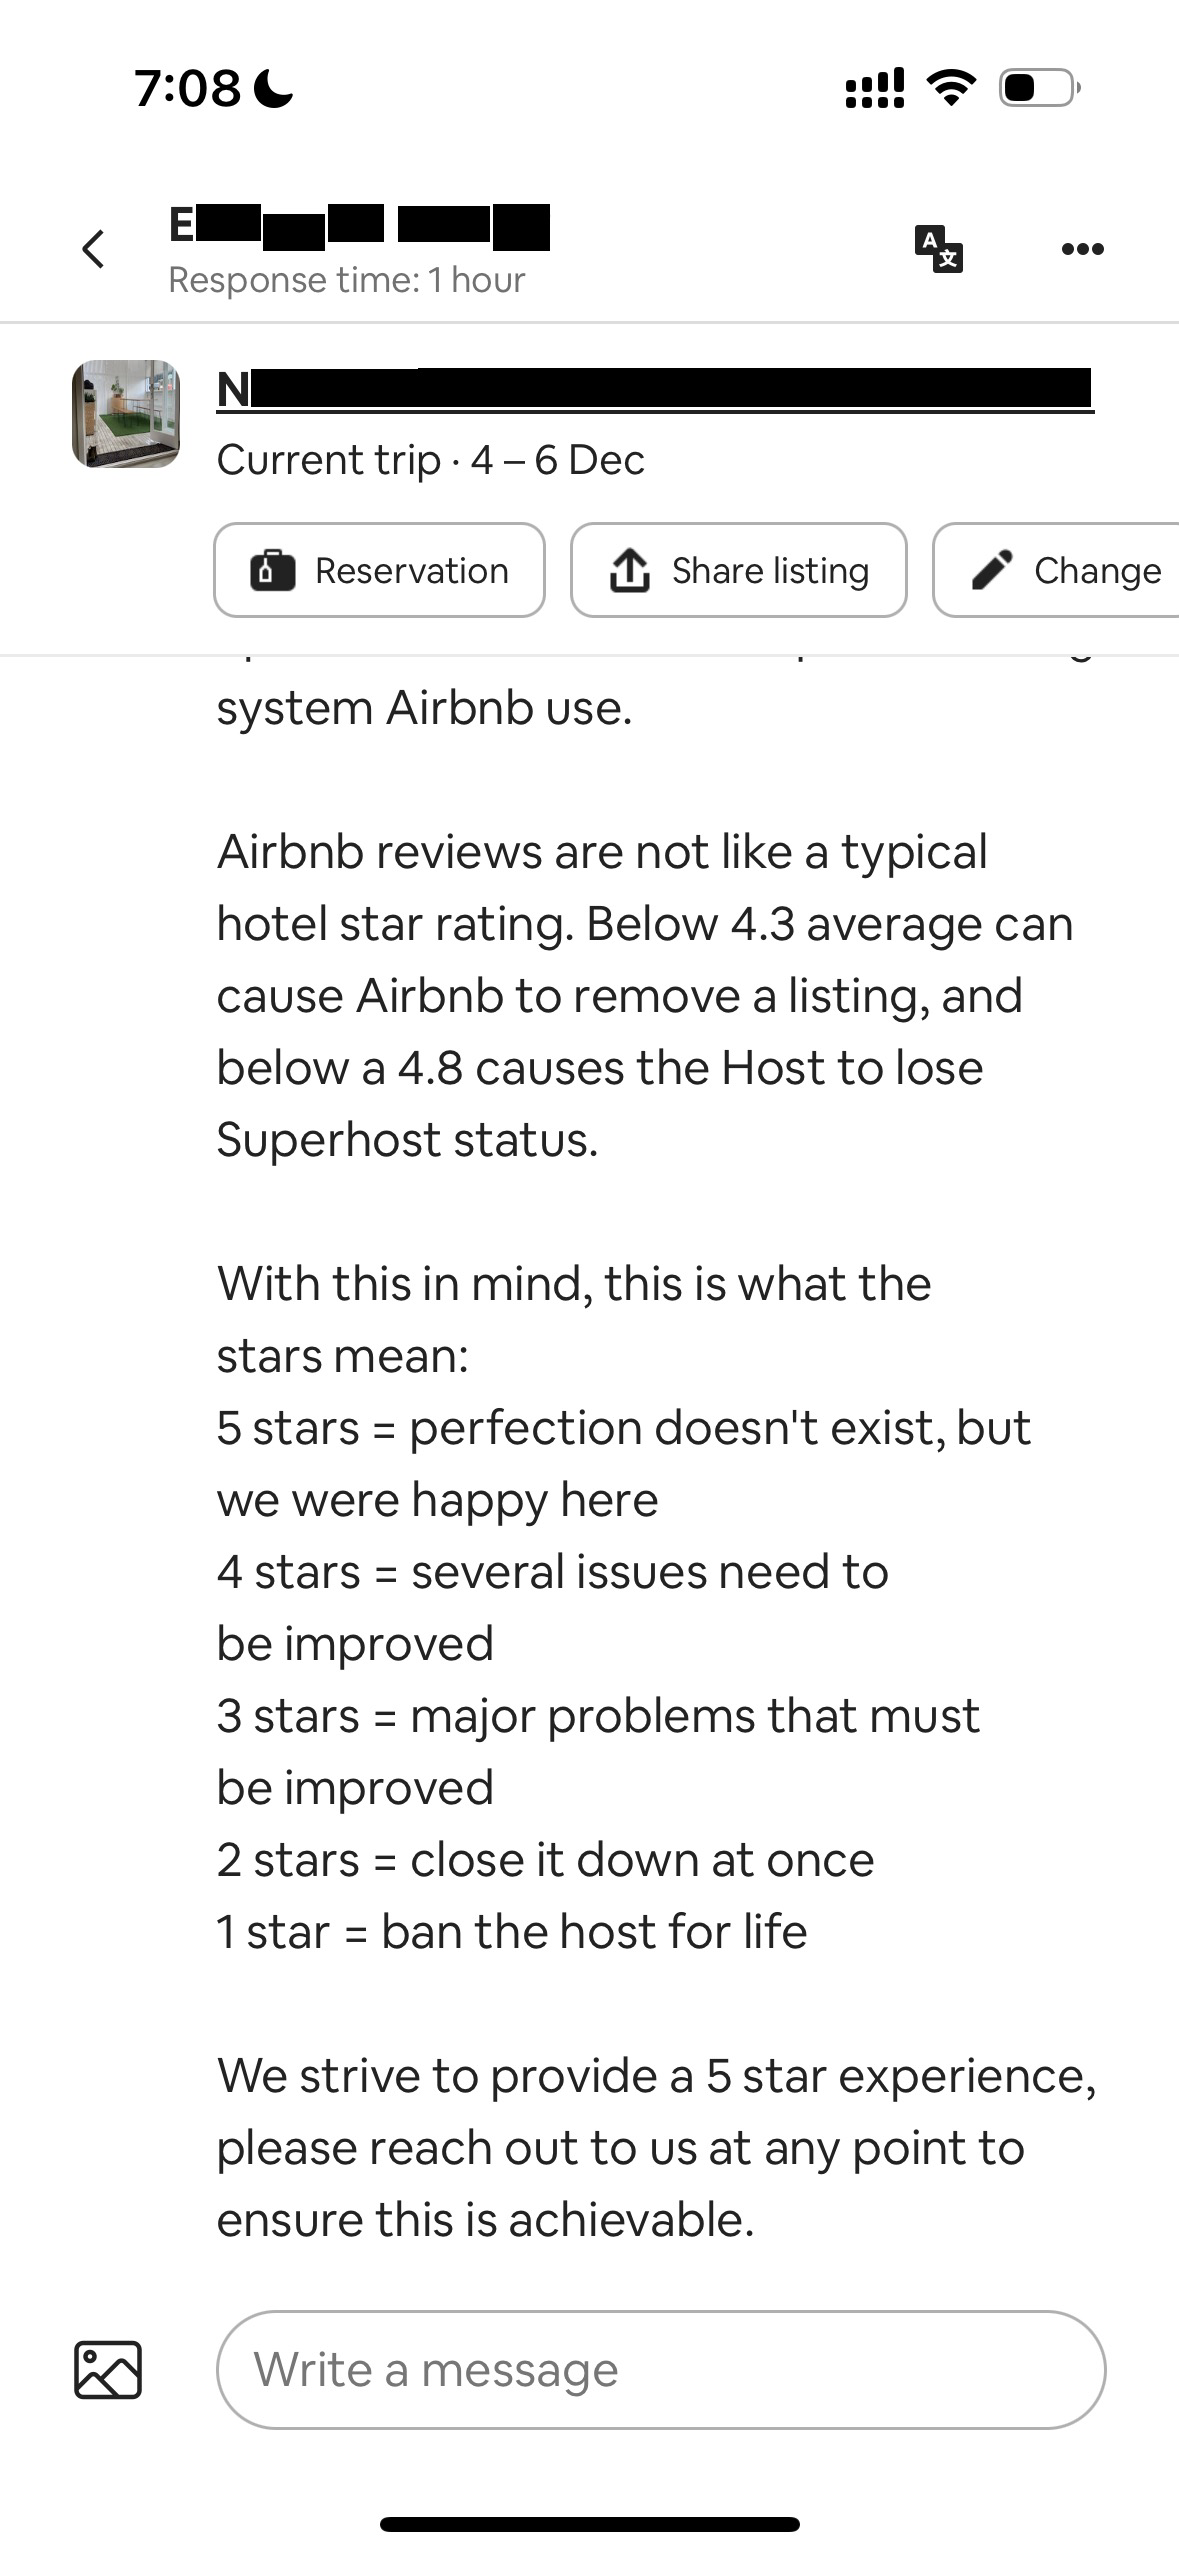 7:08
E
Response time: 1 hour
A 文
N
Current trip · 4 – 6 Dec
Reservation
Share listing
Change
system Airbnb use.
Airbnb reviews are not like a typical
hotel star rating. Below 4.3 average can
cause Airbnb to remove a listing, and
below a 4.8 causes the Host to lose
Superhost status.
With this in mind, this is what the
stars mean:
5 stars = perfection doesn't exist, but
we were happy here
4 stars = several issues need to
be improved
3 stars = major problems that must
be improved
2 stars = close it down at once
1 star = ban the host for life
We strive to provide a 5 star experience,
please reach out to us at any point to
ensure this is achievable.
Write a message